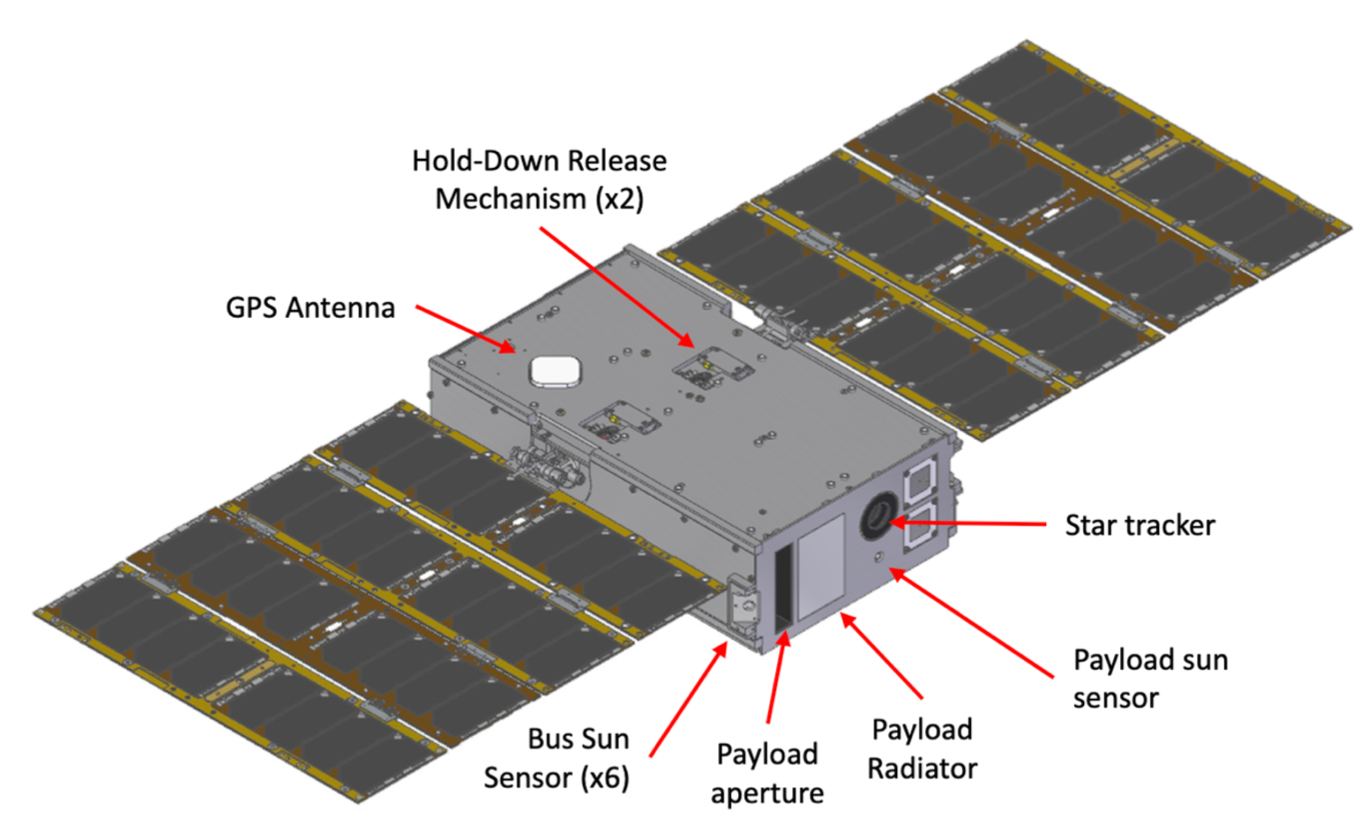 Hold-Down Release
Mechanism (x2)
GPS Antenna
Star tracker
Payload sun
sensor
Bus Sun
Sensor (x6)
Payload
aperture
Payload
Radiator